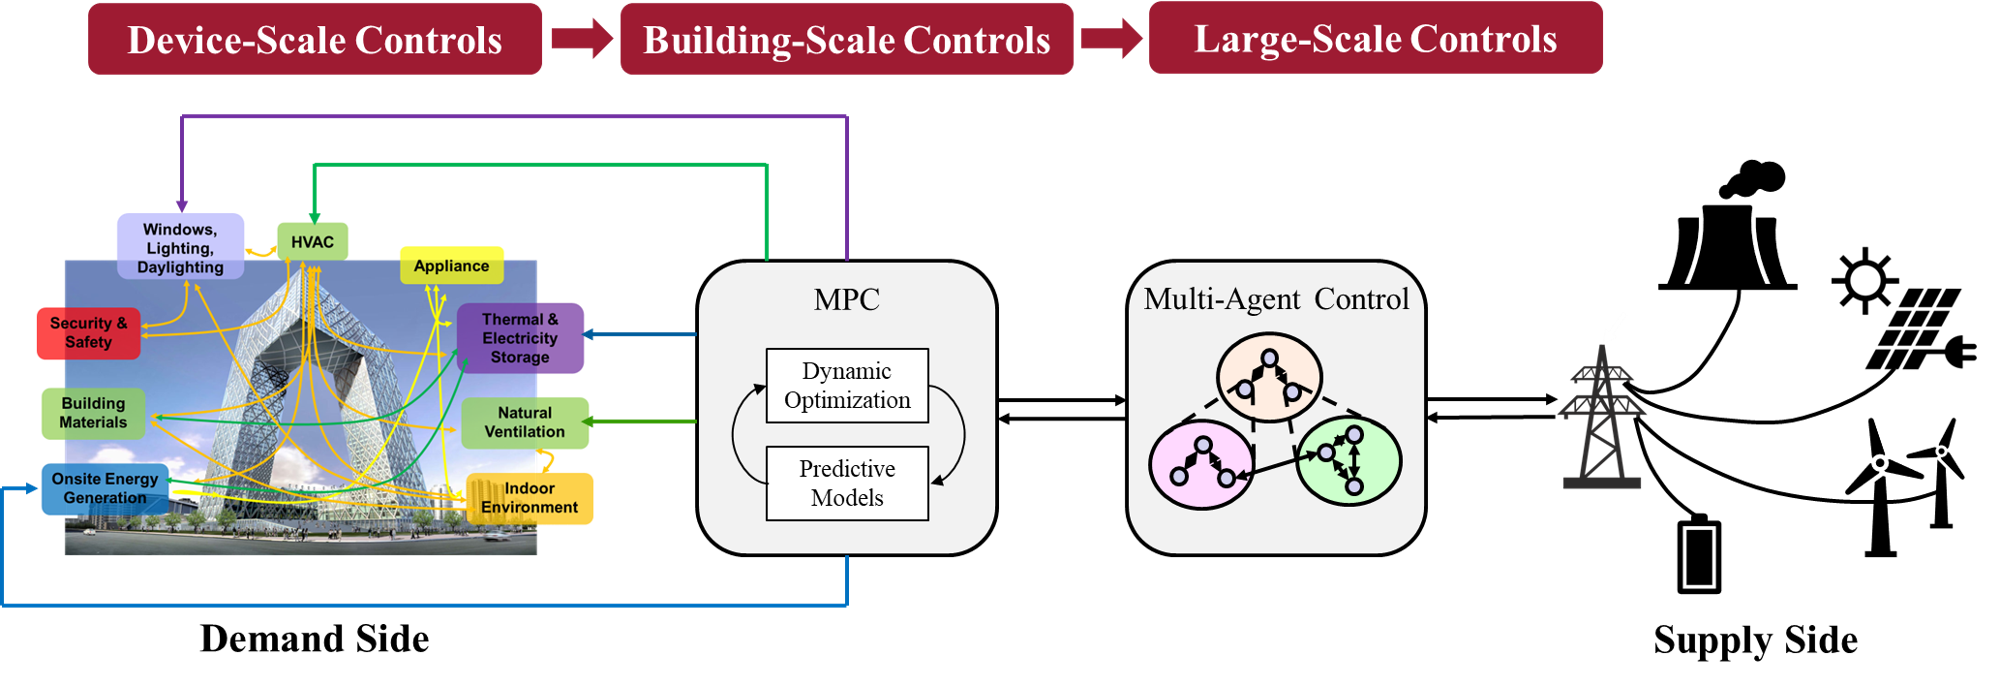 Device-Scale Controls
Building-Scale Controls
Large-Scale Controls
Windows,
Lighting,
Daylighting
HVAC
Appliance
Security &
Safety
Thermal &
Electricity
Storage
Building
Materials
Natural
Ventilation
Onsite Energy
Generation
Indoor
Environment
MPC
Dynamic
Optimization
Predictive
Models
Multi-Agent Control
Demand Side
Supply Side